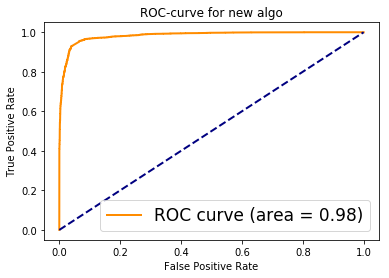 ROC-curve for new algo
1.0
0.8
0.6
0.4
0.2
0.0
True Positive Rate
ROC curve (area = 0.98)
0.0 0.2 0.4 0.6 0.8 1.0
False Positive Rate